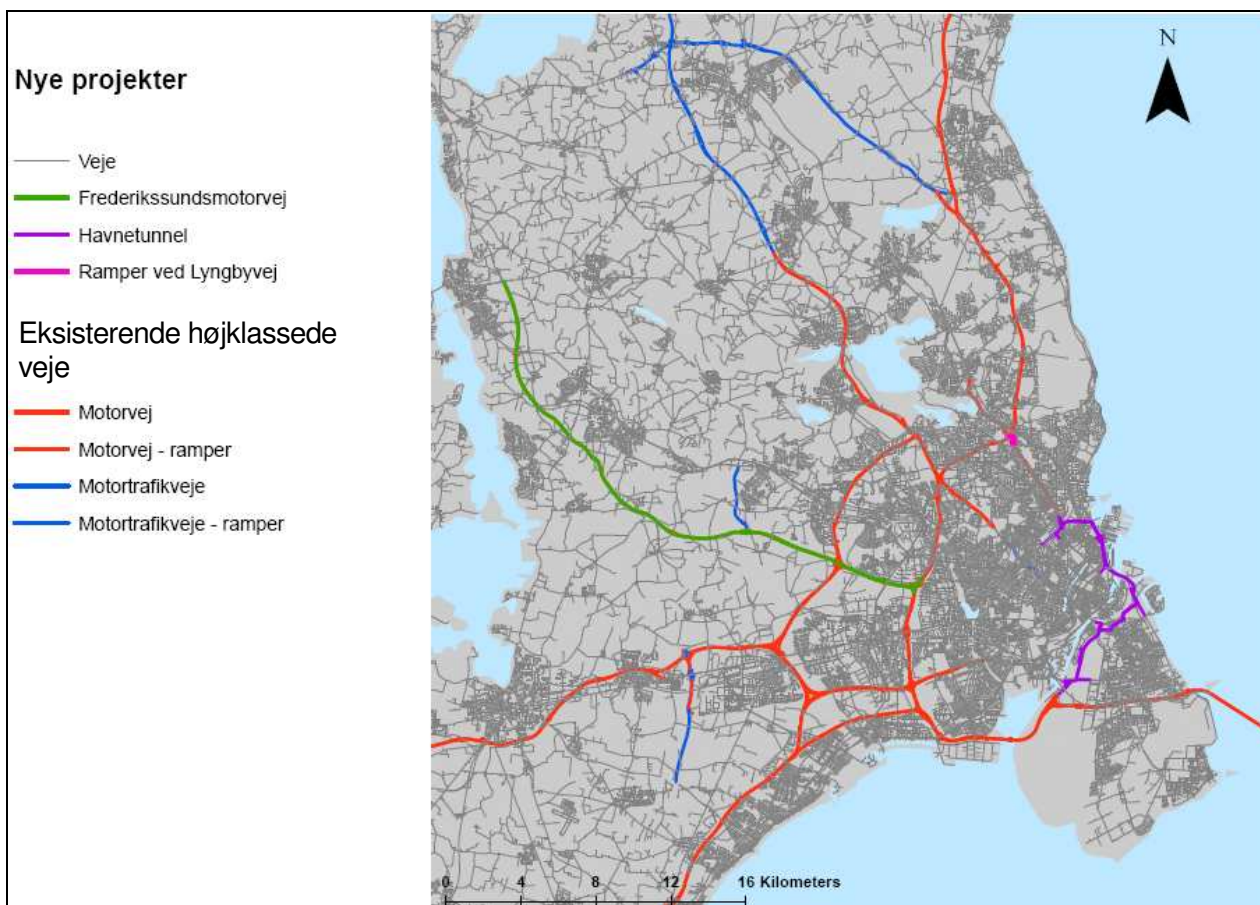 Nye projekter
Veje
Frederikssundsmotorvej
Havnetunnel
Ramper ved Lyngbyvej
Eksisterende højklassede
veje
Motorvej
Motorvej - ramper
Motortrafikveje
Motortrafikveje - ramper
N
0 4 8 12 16 Kilometers